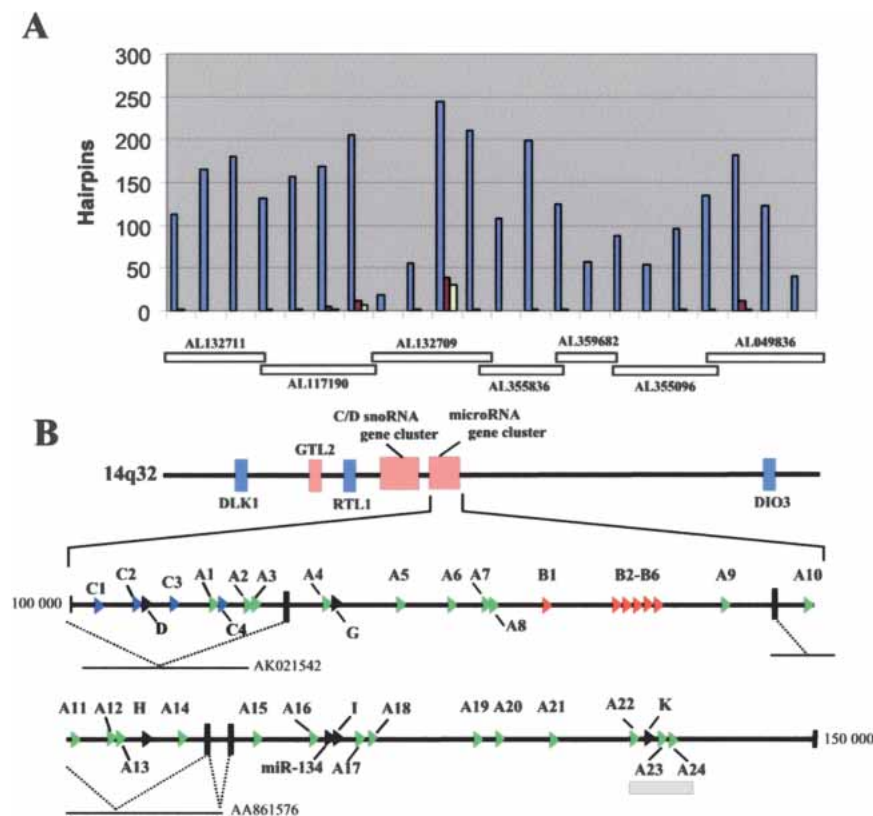 A
300
250
200
150
100
50
0
Hairpins
AL132711
AL132709
AL359682
AL049836
AL117190
AL355836
AL355096
B
C/D snoRNA
gene cluster
microRNA
gene cluster
GTL2
14q32
DLK1
RTL1
DIO3
C1 C2 C3 A1 A2 A3 A4 A5 A6 A7 B1 B2-B6 A9 A10
100 000
D C4 G A8
AK021542
A11 A12 H A14 A15 A16 I A18 A19 A20 A21 A22 K
150 000
A13 miR-134 A17 A23 A24
AA861576